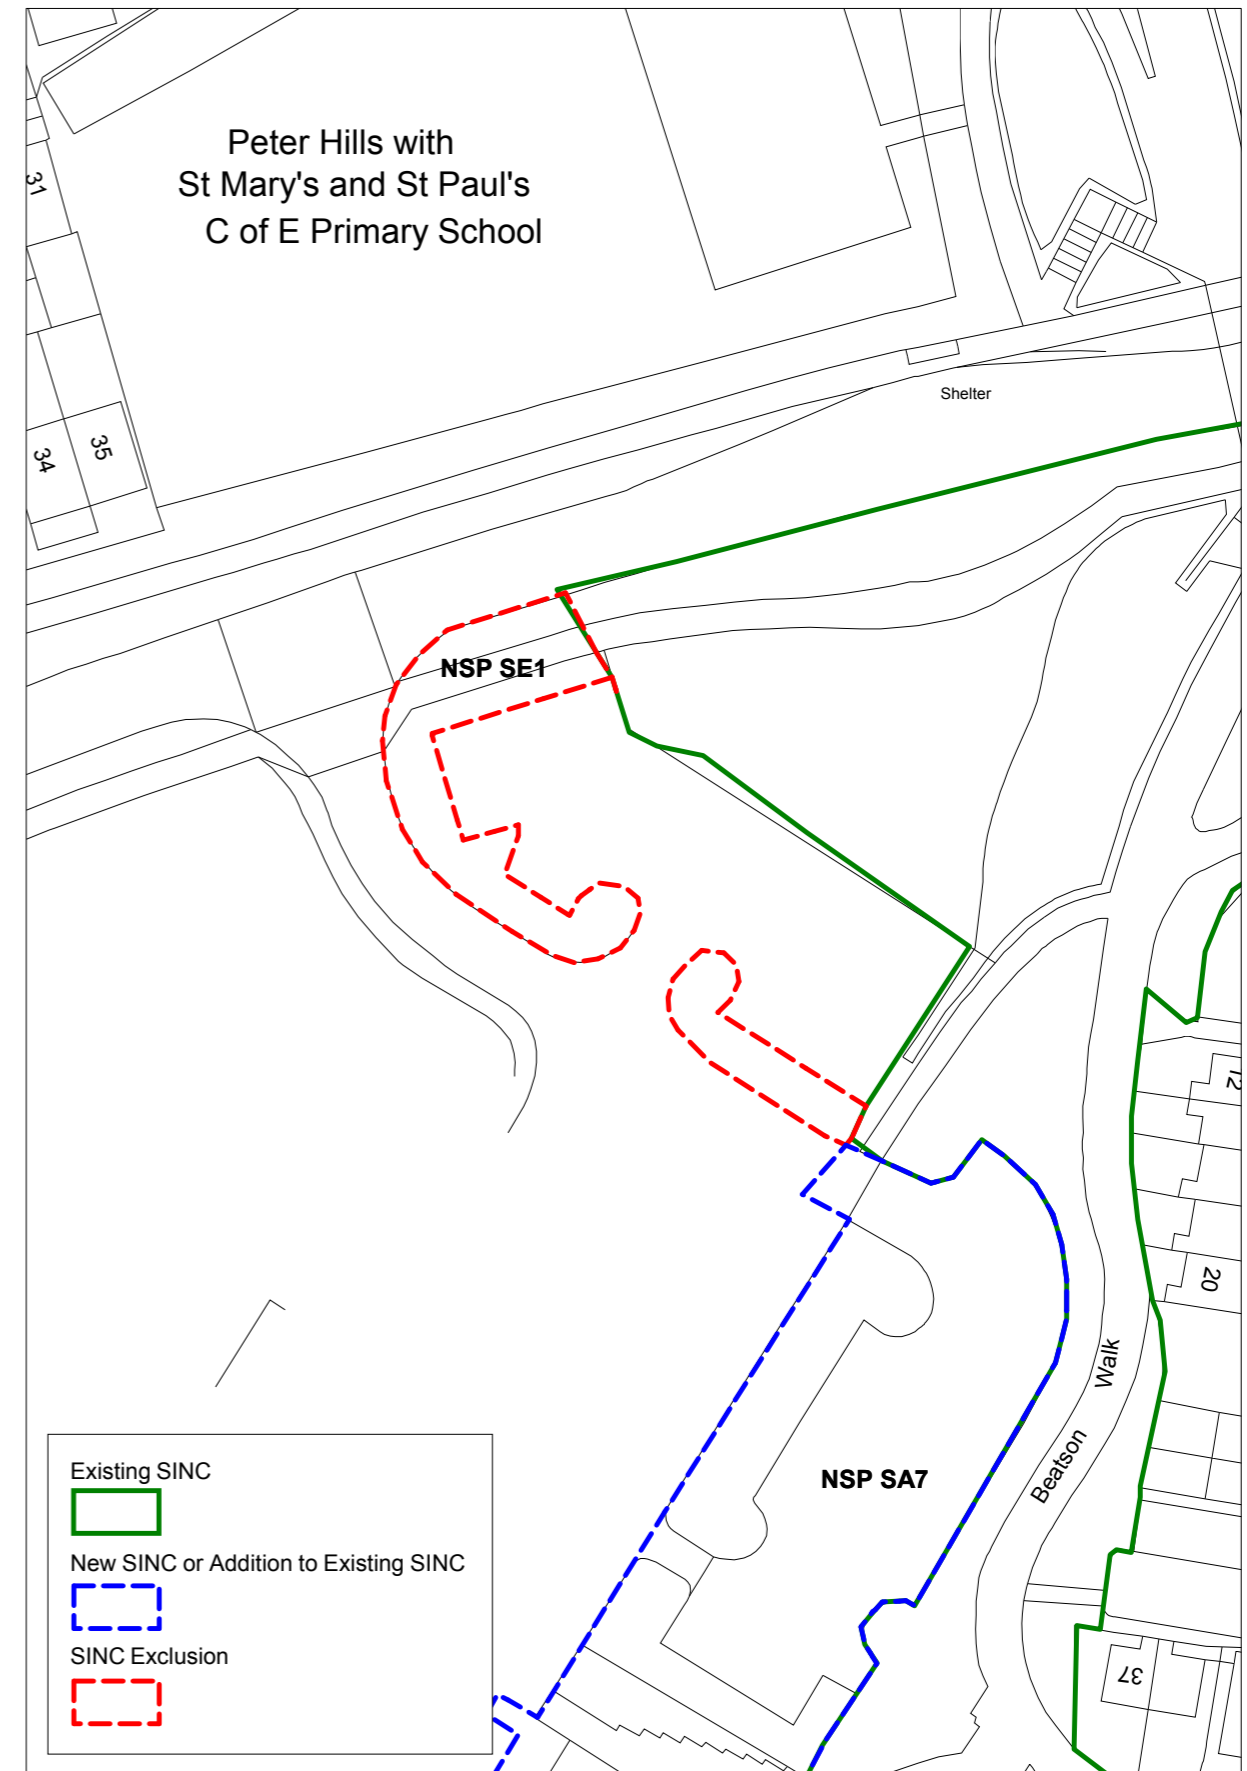 Peter Hills with
St Mary's and St Paul's
C of E Primary School
31
Shelter
35
34
NSP SE1
12
20
Walk
Beatson
NSP SA7
37
Existing SINC
New SINC or Addition to Existing SINC
SINC Exclusion